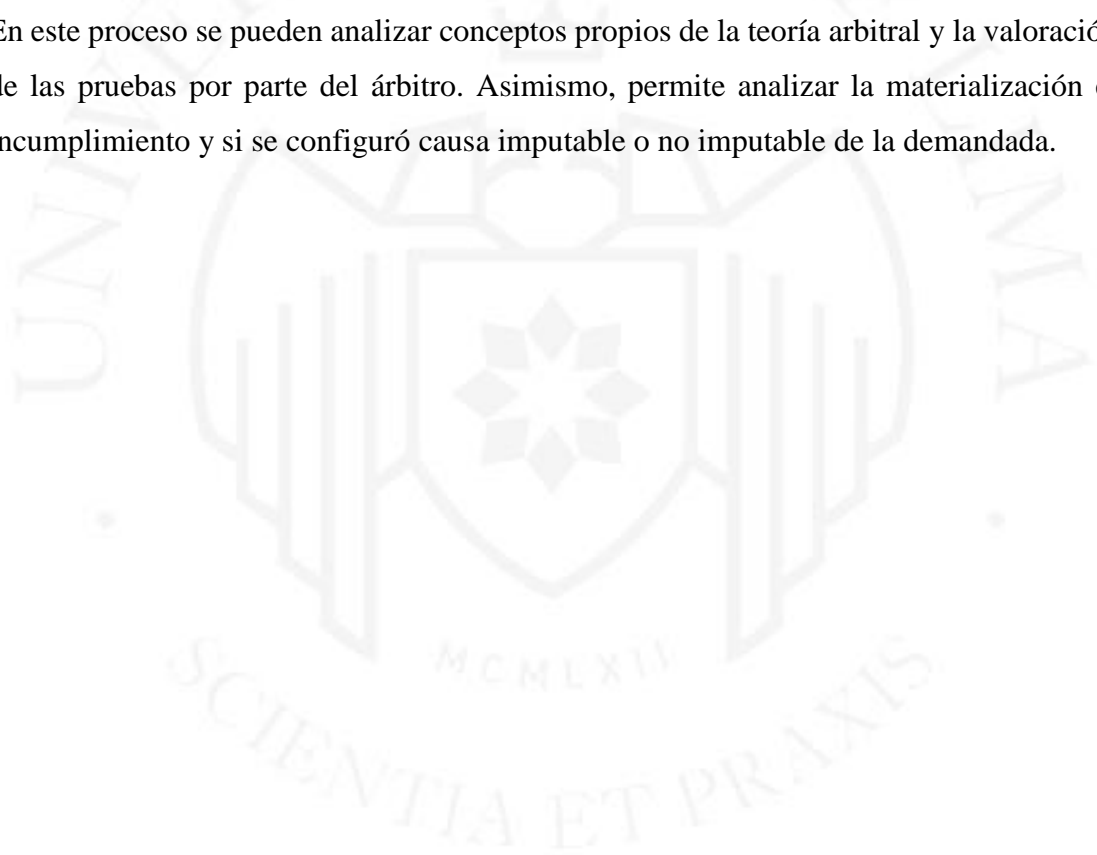 En este proceso se pueden analizar conceptos propios de la teoría arbitral y la valoració
de las pruebas por parte del árbitro. Asimismo, permite analizar la materialización
incumplimiento y si se configuró causa imputable o no imputable de la demandada.
MCMLXII
SCIENTIA ET PRAXIS